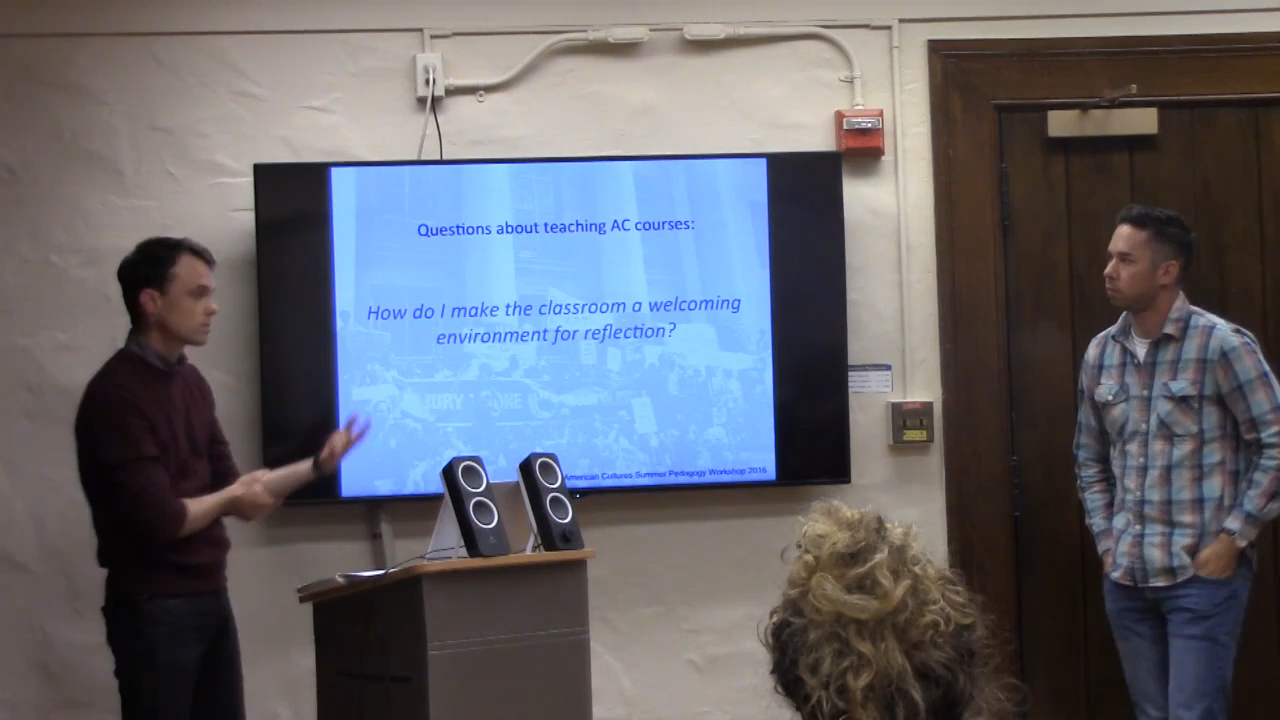 Questions about teaching AC courses:
How do I make the classroom a welcoming
environment for reflection?
JURY
American Cultures Summer Pedagogy Workshop 2016